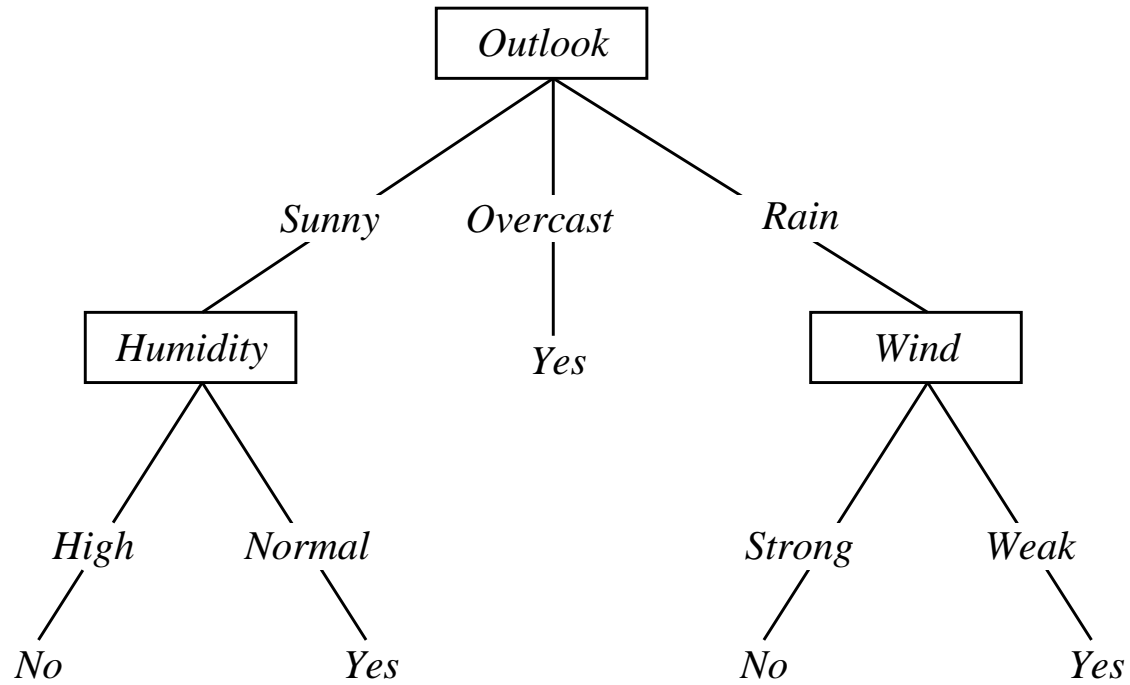 Outlook
Sunny Overcast Rain
Humidity Yes Wind
High Normal Strong Weak
No Yes No Yes